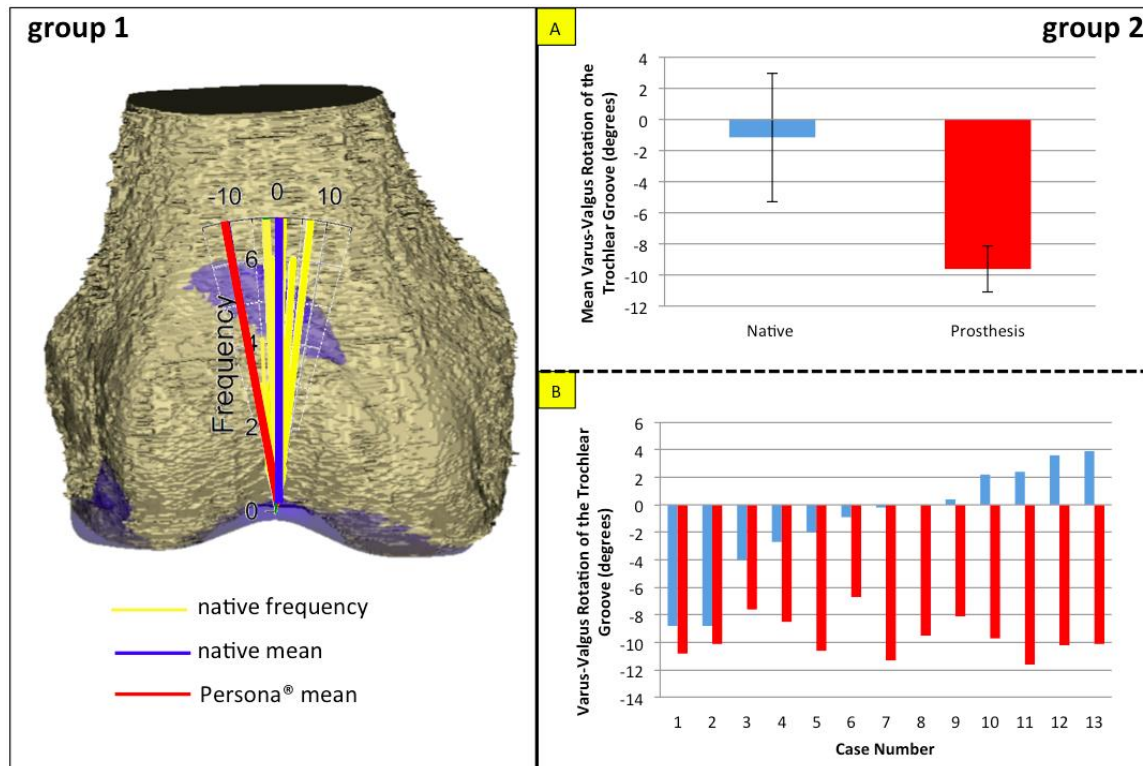 group 1
-10 0 10
6
4
2
0
Frequency
native frequency
native mean
Persona® mean
group 2
A
Mean Varus-Valgus Rotation of the
Trochlear Groove (degrees)
4
2
0
-2
-4
-6
-8
-10
-12
Native Prosthesis
B
Varus-Valgus Rotation of the Trochlear
Groove (degrees)
6
4
2
0
-2
-4
-6
-8
-10
-12
-14
1 2 3 4 5 6 7 8 9 10 11 12 13
Case Number